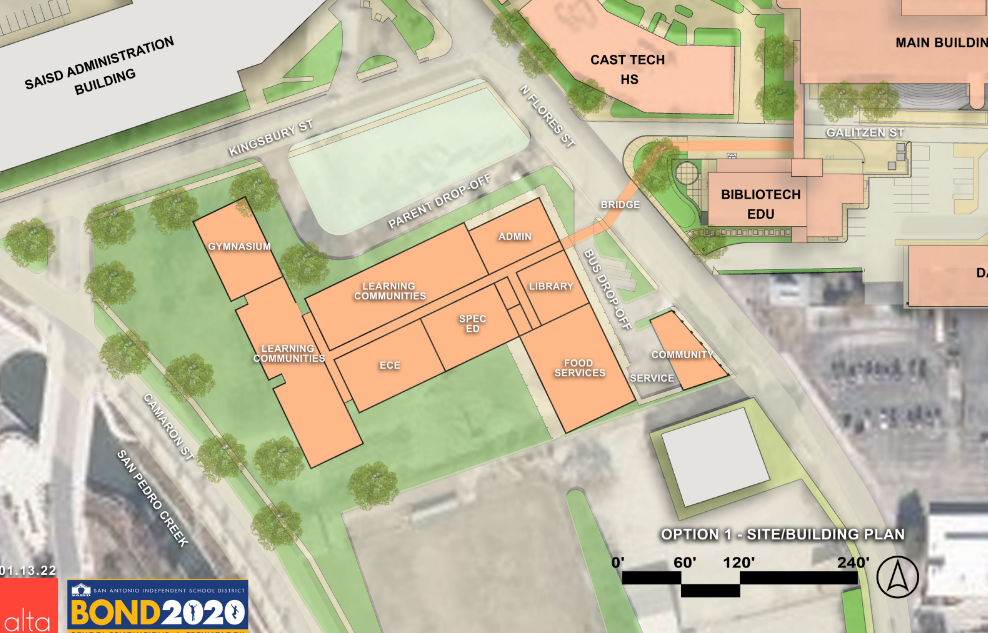 SAISD ADMINISTRATION
BUILDING
CAST TECH
HS
MAIN BUILDIN
N FLORES ST
KINGSBURY ST
GALITZEN ST
PARENT DROP-OFF
BIBLIOTECH
EDU
BRIDGE
GYMNASIUM
ADMIN
BUS DROP-OFF
LEARNING
COMMUNITIES
LIBRARY
DA
SPEC
ED
LEARNING
COMMUNITIES
ECE
FOOD
SERVICES
COMMUNITY
SERVICE
CAMARON ST
SAN PEDRO CREEK
OPTION 1 - SITE/BUILDING PLAN
0' 60' 120' 240'
01.13.22
alta
SAN ANTONIO INDEPENDENT SCHOOL DISTRICT
BOND2020